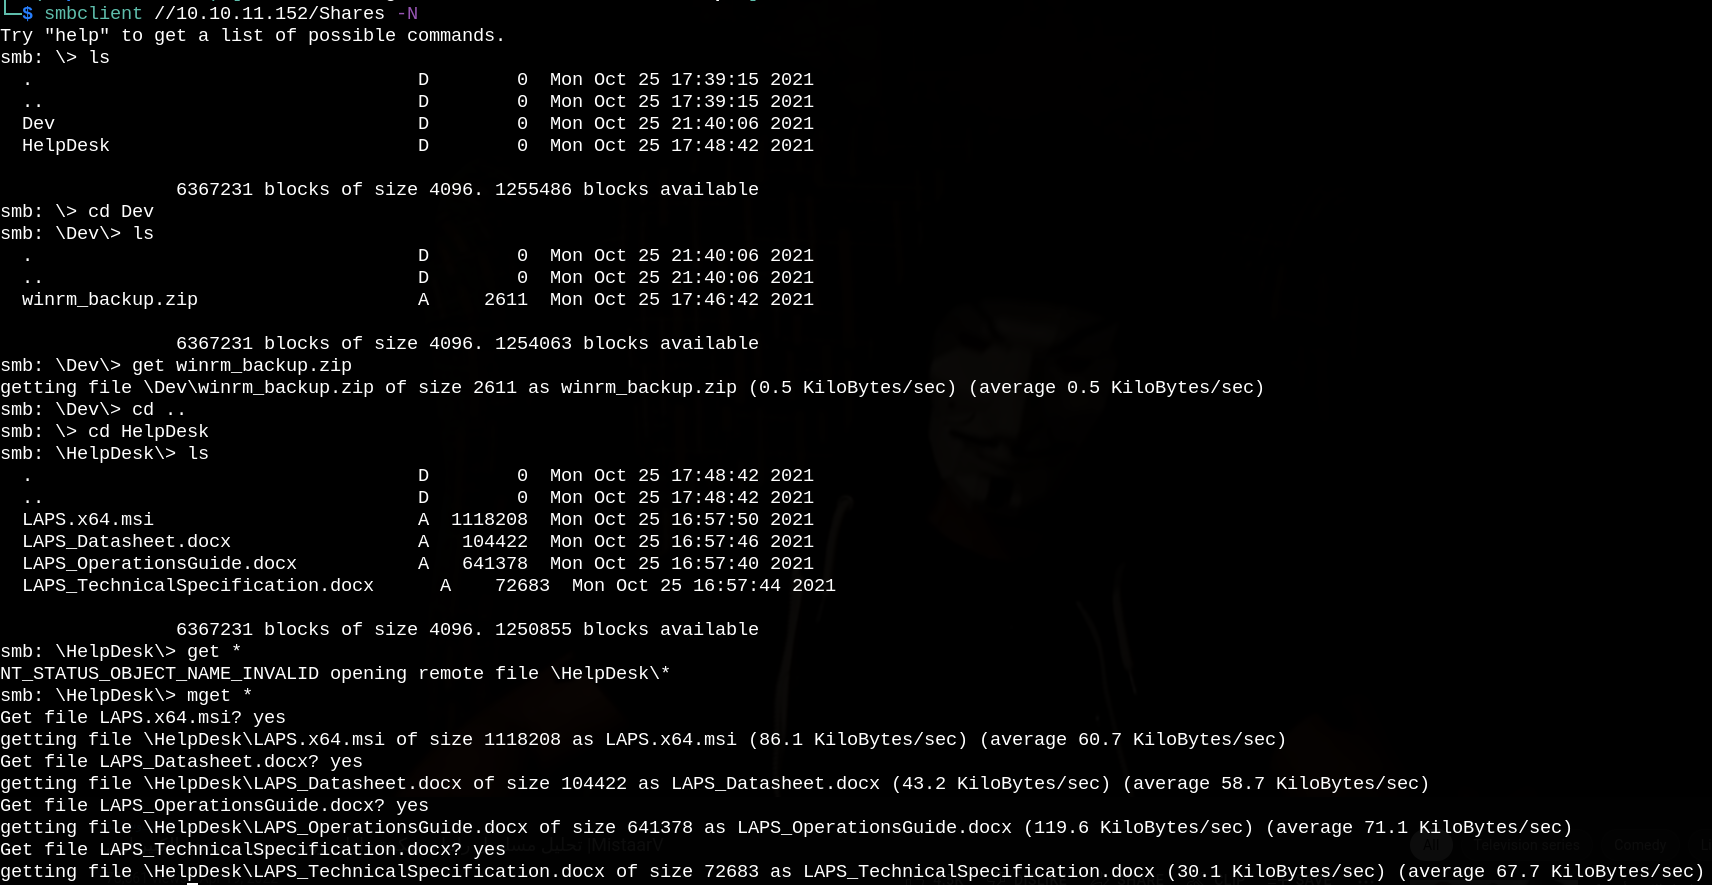 └─$ smbclient //10.10.11.152/Shares -N
Try "help" to get a list of possible commands.
smb: \> ls
  .                                   D        0  Mon Oct 25 17:39:15 2021
  ..                                  D        0  Mon Oct 25 17:39:15 2021
  Dev                                 D        0  Mon Oct 25 21:40:06 2021
  HelpDesk                            D        0  Mon Oct 25 17:48:42 2021
                6367231 blocks of size 4096. 1255486 blocks available
smb: \> cd Dev
smb: \Dev\> ls
  .                                   D        0  Mon Oct 25 21:40:06 2021
  ..                                  D        0  Mon Oct 25 21:40:06 2021
  winrm_backup.zip                    A     2611  Mon Oct 25 17:46:42 2021
                6367231 blocks of size 4096. 1254063 blocks available
smb: \Dev\> get winrm_backup.zip
getting file \Dev\winrm_backup.zip of size 2611 as winrm_backup.zip (0.5 KiloBytes/sec) (average 0.5 KiloBytes/sec)
smb: \Dev\> cd ..
smb: \> cd HelpDesk
smb: \HelpDesk\> ls
  .                                   D        0  Mon Oct 25 17:48:42 2021
  ..                                  D        0  Mon Oct 25 17:48:42 2021
  LAPS.x64.msi                        A  1118208  Mon Oct 25 16:57:50 2021
  LAPS_Datasheet.docx                 A   104422  Mon Oct 25 16:57:46 2021
  LAPS_OperationsGuide.docx           A   641378  Mon Oct 25 16:57:40 2021
  LAPS_TechnicalSpecification.docx      A    72683  Mon Oct 25 16:57:44 2021
                6367231 blocks of size 4096. 1250855 blocks available
smb: \HelpDesk\> get *
NT_STATUS_OBJECT_NAME_INVALID opening remote file \HelpDesk\*
smb: \HelpDesk\> mget *
Get file LAPS.x64.msi? yes
getting file \HelpDesk\LAPS.x64.msi of size 1118208 as LAPS.x64.msi (86.1 KiloBytes/sec) (average 60.7 KiloBytes/sec)
Get file LAPS_Datasheet.docx? yes
getting file \HelpDesk\LAPS_Datasheet.docx of size 104422 as LAPS_Datasheet.docx (43.2 KiloBytes/sec) (average 58.7 KiloBytes/sec)
Get file LAPS_OperationsGuide.docx? yes
getting file \HelpDesk\LAPS_OperationsGuide.docx of size 641378 as LAPS_OperationsGuide.docx (119.6 KiloBytes/sec) (average 71.1 KiloBytes/sec)
Get file LAPS_TechnicalSpecification.docx? yes
All Television series Comedy
getting file \HelpDesk\LAPS_TechnicalSpecification.docx of size 72683 as LAPS_TechnicalSpecification.docx (30.1 KiloBytes/sec) (average 67.7 KiloBytes/sec)